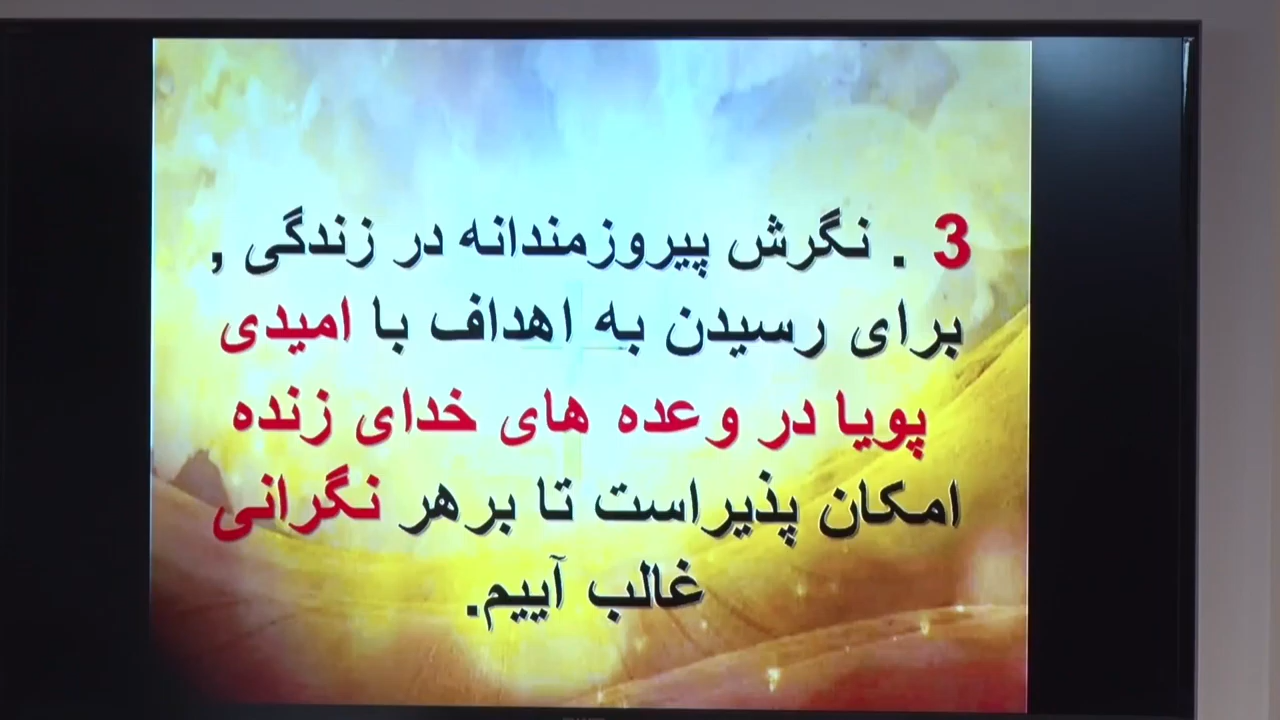 3 . نگرش پیروزمندانه در زندگی ,
برای رسیدن به اهداف با امیدی
پویا در وعده های خدای زنده
امکان پذیراست تا برهر نگرانی
غالب آییم.